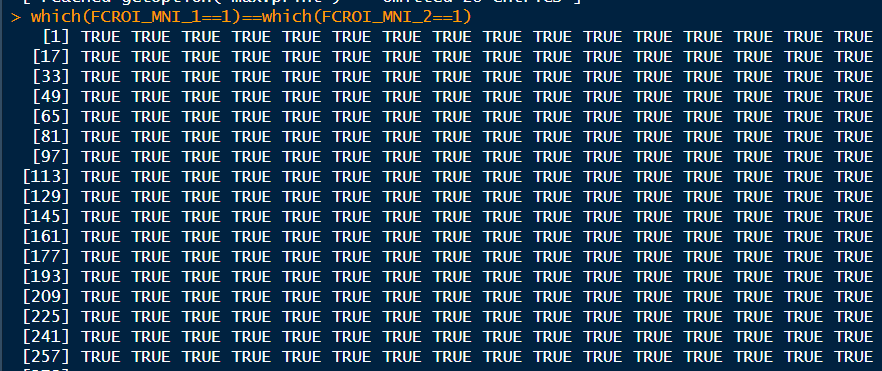 > which(FCROI_MNI_1==1)==which(FCROI_MNI_2==1)
[1] TRUE TRUE TRUE TRUE TRUE TRUE TRUE TRUE TRUE TRUE TRUE TRUE TRUE TRUE TRUE TRUE
[17] TRUE TRUE TRUE TRUE TRUE TRUE TRUE TRUE TRUE TRUE TRUE TRUE TRUE TRUE TRUE TRUE
[33] TRUE TRUE TRUE TRUE TRUE TRUE TRUE TRUE TRUE TRUE TRUE TRUE TRUE TRUE TRUE TRUE
[49] TRUE TRUE TRUE TRUE TRUE TRUE TRUE TRUE TRUE TRUE TRUE TRUE TRUE TRUE TRUE TRUE
[65] TRUE TRUE TRUE TRUE TRUE TRUE TRUE TRUE TRUE TRUE TRUE TRUE TRUE TRUE TRUE TRUE
[81] TRUE TRUE TRUE TRUE TRUE TRUE TRUE TRUE TRUE TRUE TRUE TRUE TRUE TRUE TRUE TRUE
[97] TRUE TRUE TRUE TRUE TRUE TRUE TRUE TRUE TRUE TRUE TRUE TRUE TRUE TRUE TRUE TRUE
[113] TRUE TRUE TRUE TRUE TRUE TRUE TRUE TRUE TRUE TRUE TRUE TRUE TRUE TRUE TRUE TRUE
[129] TRUE TRUE TRUE TRUE TRUE TRUE TRUE TRUE TRUE TRUE TRUE TRUE TRUE TRUE TRUE TRUE
[145] TRUE TRUE TRUE TRUE TRUE TRUE TRUE TRUE TRUE TRUE TRUE TRUE TRUE TRUE TRUE TRUE
[161] TRUE TRUE TRUE TRUE TRUE TRUE TRUE TRUE TRUE TRUE TRUE TRUE TRUE TRUE TRUE TRUE
[177] TRUE TRUE TRUE TRUE TRUE TRUE TRUE TRUE TRUE TRUE TRUE TRUE TRUE TRUE TRUE TRUE
[193] TRUE TRUE TRUE TRUE TRUE TRUE TRUE TRUE TRUE TRUE TRUE TRUE TRUE TRUE TRUE TRUE
[209] TRUE TRUE TRUE TRUE TRUE TRUE TRUE TRUE TRUE TRUE TRUE TRUE TRUE TRUE TRUE TRUE
[225] TRUE TRUE TRUE TRUE TRUE TRUE TRUE TRUE TRUE TRUE TRUE TRUE TRUE TRUE TRUE TRUE
[241] TRUE TRUE TRUE TRUE TRUE TRUE TRUE TRUE TRUE TRUE TRUE TRUE TRUE TRUE TRUE TRUE
[257] TRUE TRUE TRUE TRUE TRUE TRUE TRUE TRUE TRUE TRUE TRUE TRUE TRUE TRUE TRUE TRUE